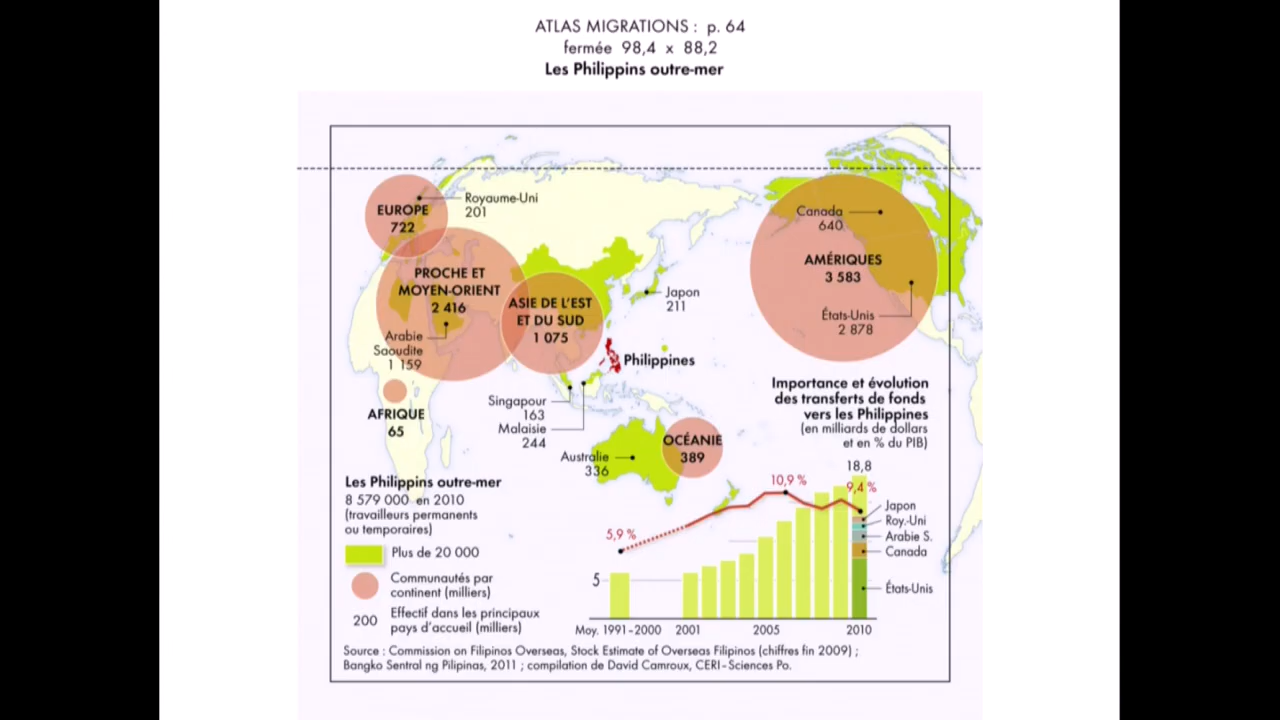 ATLAS MIGRATIONS : p. 64
fermée 98,4 x 88,2
Les Philippins outre-mer
EUROPE
722
Royaume-Uni
201
PROCHE ET
MOYEN-ORIENT
2 416
Arabie
Saoudite
1 159
ASIE DE L'EST
ET DU SUD
1 075
Japon
211
Philippines
Canada
640
AMÉRIQUES
3 583
États-Unis
2 878
AFRIQUE
65
Singapour
163
Malaisie
244
Australie
336
OCÉANIE
389
Importance et évolution
des transferts de fonds
vers les Philippines
(en milliards de dollars
et en % du PIB)
18,8
10,9 %
9,4 %
5,9 %
5
Japon
Roy.-Uni
Arabie S.
Canada
États-Unis
Moy. 1991-2000 2001 2005 2010
Les Philippins outre-mer
8 579 000 en 2010
(travailleurs permanents
ou temporaires)
Plus de 20 000
Communautés par
continent (milliers)
200
Effectif dans les principaux
pays d'accueil (milliers)
Source : Commission on Filipinos Overseas, Stock Estimate of Overseas Filipinos (chiffres fin 2009) ;
Bangko Sentral ng Pilipinas, 2011 ; compilation de David Camroux, CERI-Sciences Po.